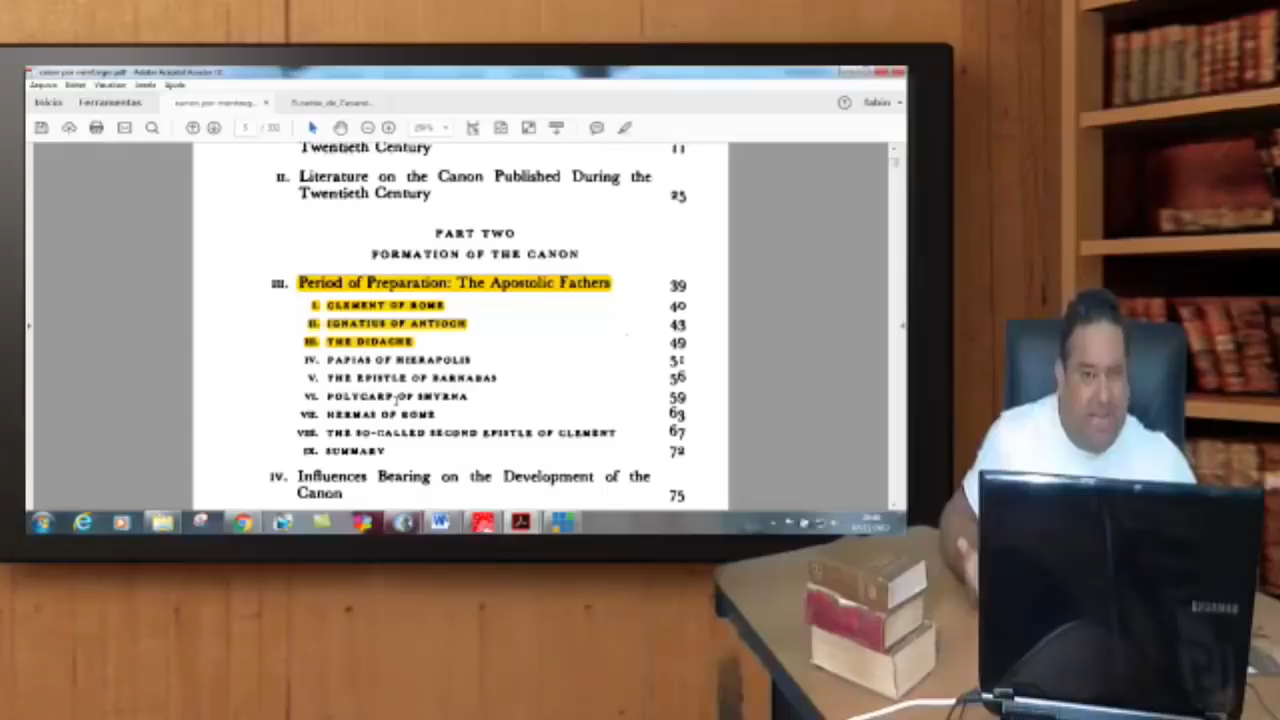 Início Ferramentas
5 / 332
fabio
Twentieth Century 11
II. Literature on the Canon Published During the
Twentieth Century 25
PART TWO
FORMATION OF THE CANON
III. Period of Preparation: The Apostolic Fathers 39
I. CLEMENT OF ROME 40
II. IGNATIUS OF ANTIOCH 43
III. THE DIDACHE 49
IV. PAPIAS OF HIERAPOLIS 51
V. THE EPISTLE OF BARNABAS 56
VI. POLYCARP OF SMYRNA 59
VII. HERMAS OF ROME 63
VIII. THE SO-CALLED SECOND EPISTLE OF CLEMENT 67
IX. SUMMARY 72
IV. Influences Bearing on the Development of the
Canon 75